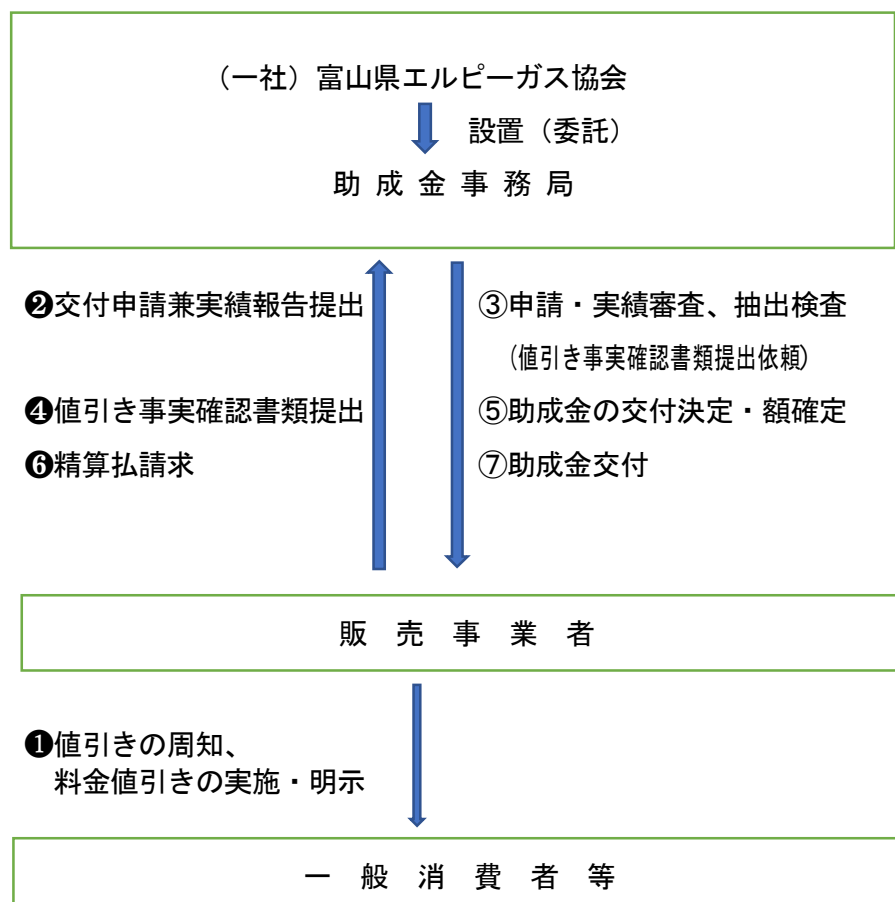 （一社）富山県エルピーガス協会
設置（委託）
助成金事務局
❷交付申請兼実績報告提出
❹値引き事実確認書類提出
❻精算払請求
③申請・実績審査、抽出検査
（値引き事実確認書類提出依頼）
⑤助成金の交付決定・額確定
⑦助成金交付
販売事業者
❶値引きの周知、
料金値引きの実施・明示
一般消費者等